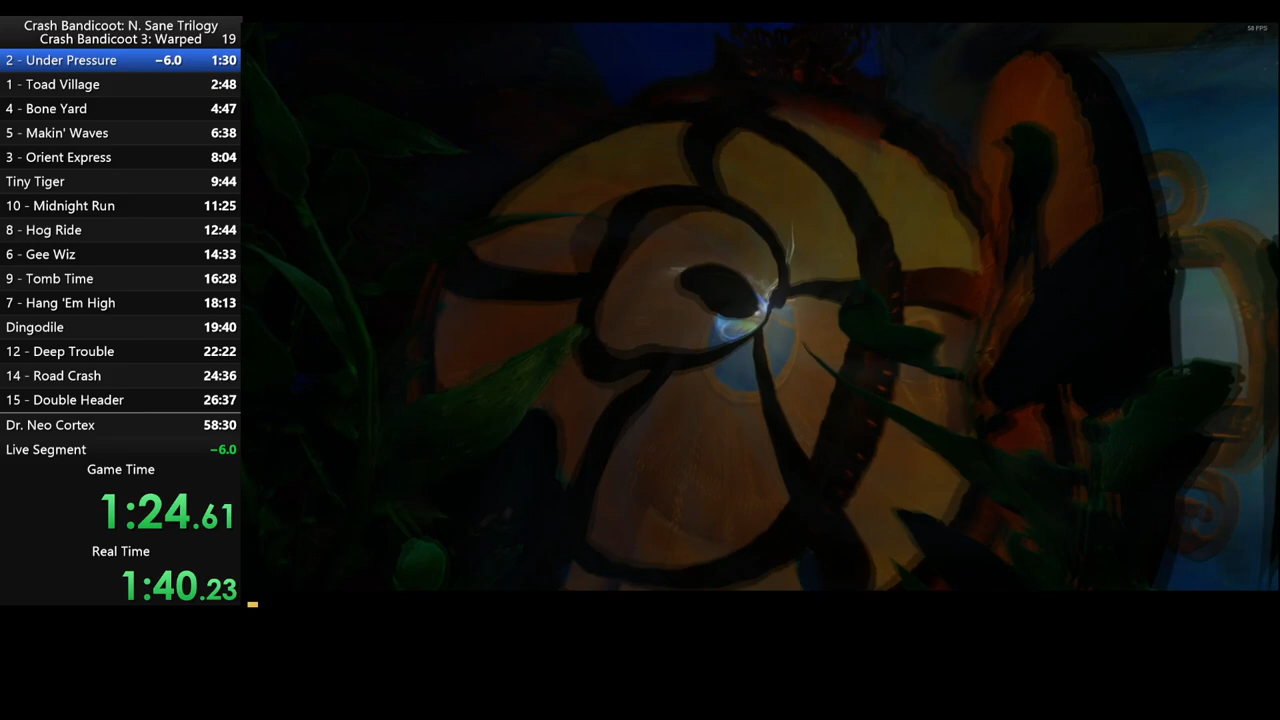 Crash Bandicoot: N. Sane Trilogy
Crash Bandicoot 3: Warped 19
2 - Under Pressure −6.0 1:30
1 - Toad Village 2:48
4 - Bone Yard 4:47
5 - Makin' Waves 6:38
3 - Orient Express 8:04
Tiny Tiger 9:44
10 - Midnight Run 11:25
8 - Hog Ride 12:44
6 - Gee Wiz 14:33
9 - Tomb Time 16:28
7 - Hang 'Em High 18:13
Dingodile 19:40
12 - Deep Trouble 22:22
14 - Road Crash 24:36
15 - Double Header 26:37
Dr. Neo Cortex 58:30
Live Segment −6.0
Game Time
1:24.61
Real Time
1:40.23
58 FPS